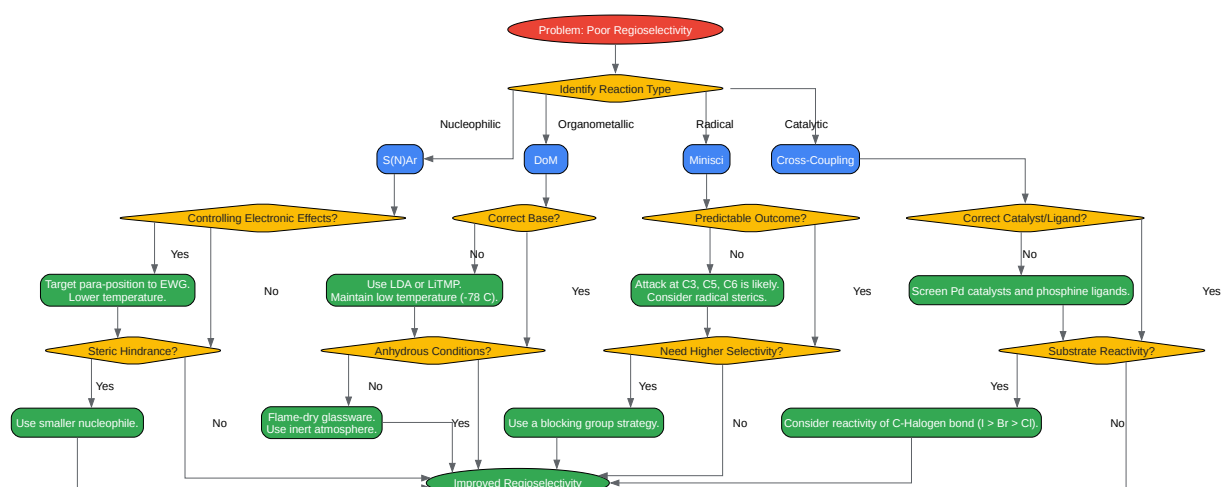 Problem: Poor Regioselectivity
Identify Reaction Type
Nucleophilic
Organometallic
Radical
Catalytic
S(N)Ar
DoM
Minisci
Cross-Coupling
Controlling Electronic Effects?
Correct Base?
Predictable Outcome?
Correct Catalyst/Ligand?
Yes
No
No
No
Target para-position to EWG.
Lower temperature.
No
Use LDA or LiTMP.
Maintain low temperature (-78 C).
Yes
Attack at C3, C5, C6 is likely.
Consider radical sterics.
Yes
Screen Pd catalysts and phosphine ligands.
Yes
Steric Hindrance?
Anhydrous Conditions?
Need Higher Selectivity?
Substrate Reactivity?
Yes
No
Yes
Yes
Use smaller nucleophile.
No
Flame-dry glassware.
Use inert atmosphere.
Yes
Use a blocking group strategy.
No
Consider reactivity of C-Halogen bond (I > Br > Cl).
No
Improved Regioselectivity